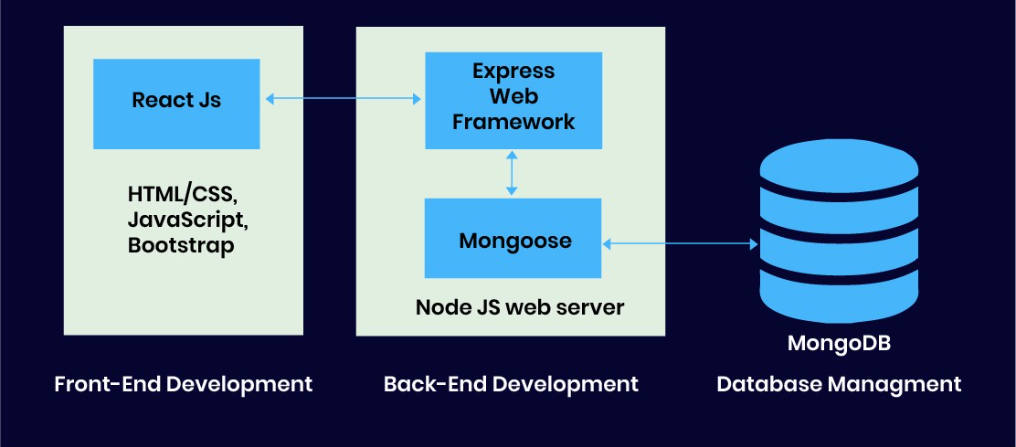 React Js
HTML/CSS,
JavaScript,
Bootstrap
Front-End Development
Express
Web
Framework
Mongoose
Node JS web server
Back-End Development
MongoDB
Database Managment